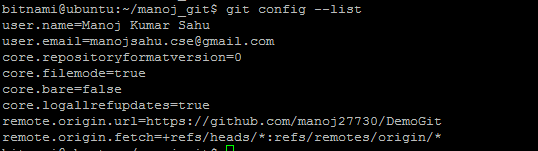 bitnami@ubuntu:~/manoj_git$ git config --list
user.name=Manoj Kumar Sahu
user.email=manojsahu.cse@gmail.com
core.repositoryformatversion=0
core.filemode=true
core.bare=false
core.logallrefupdates=true
remote.origin.url=https://github.com/manoj27730/DemoGit
remote.origin.fetch=+refs/heads/*:refs/remotes/origin/*